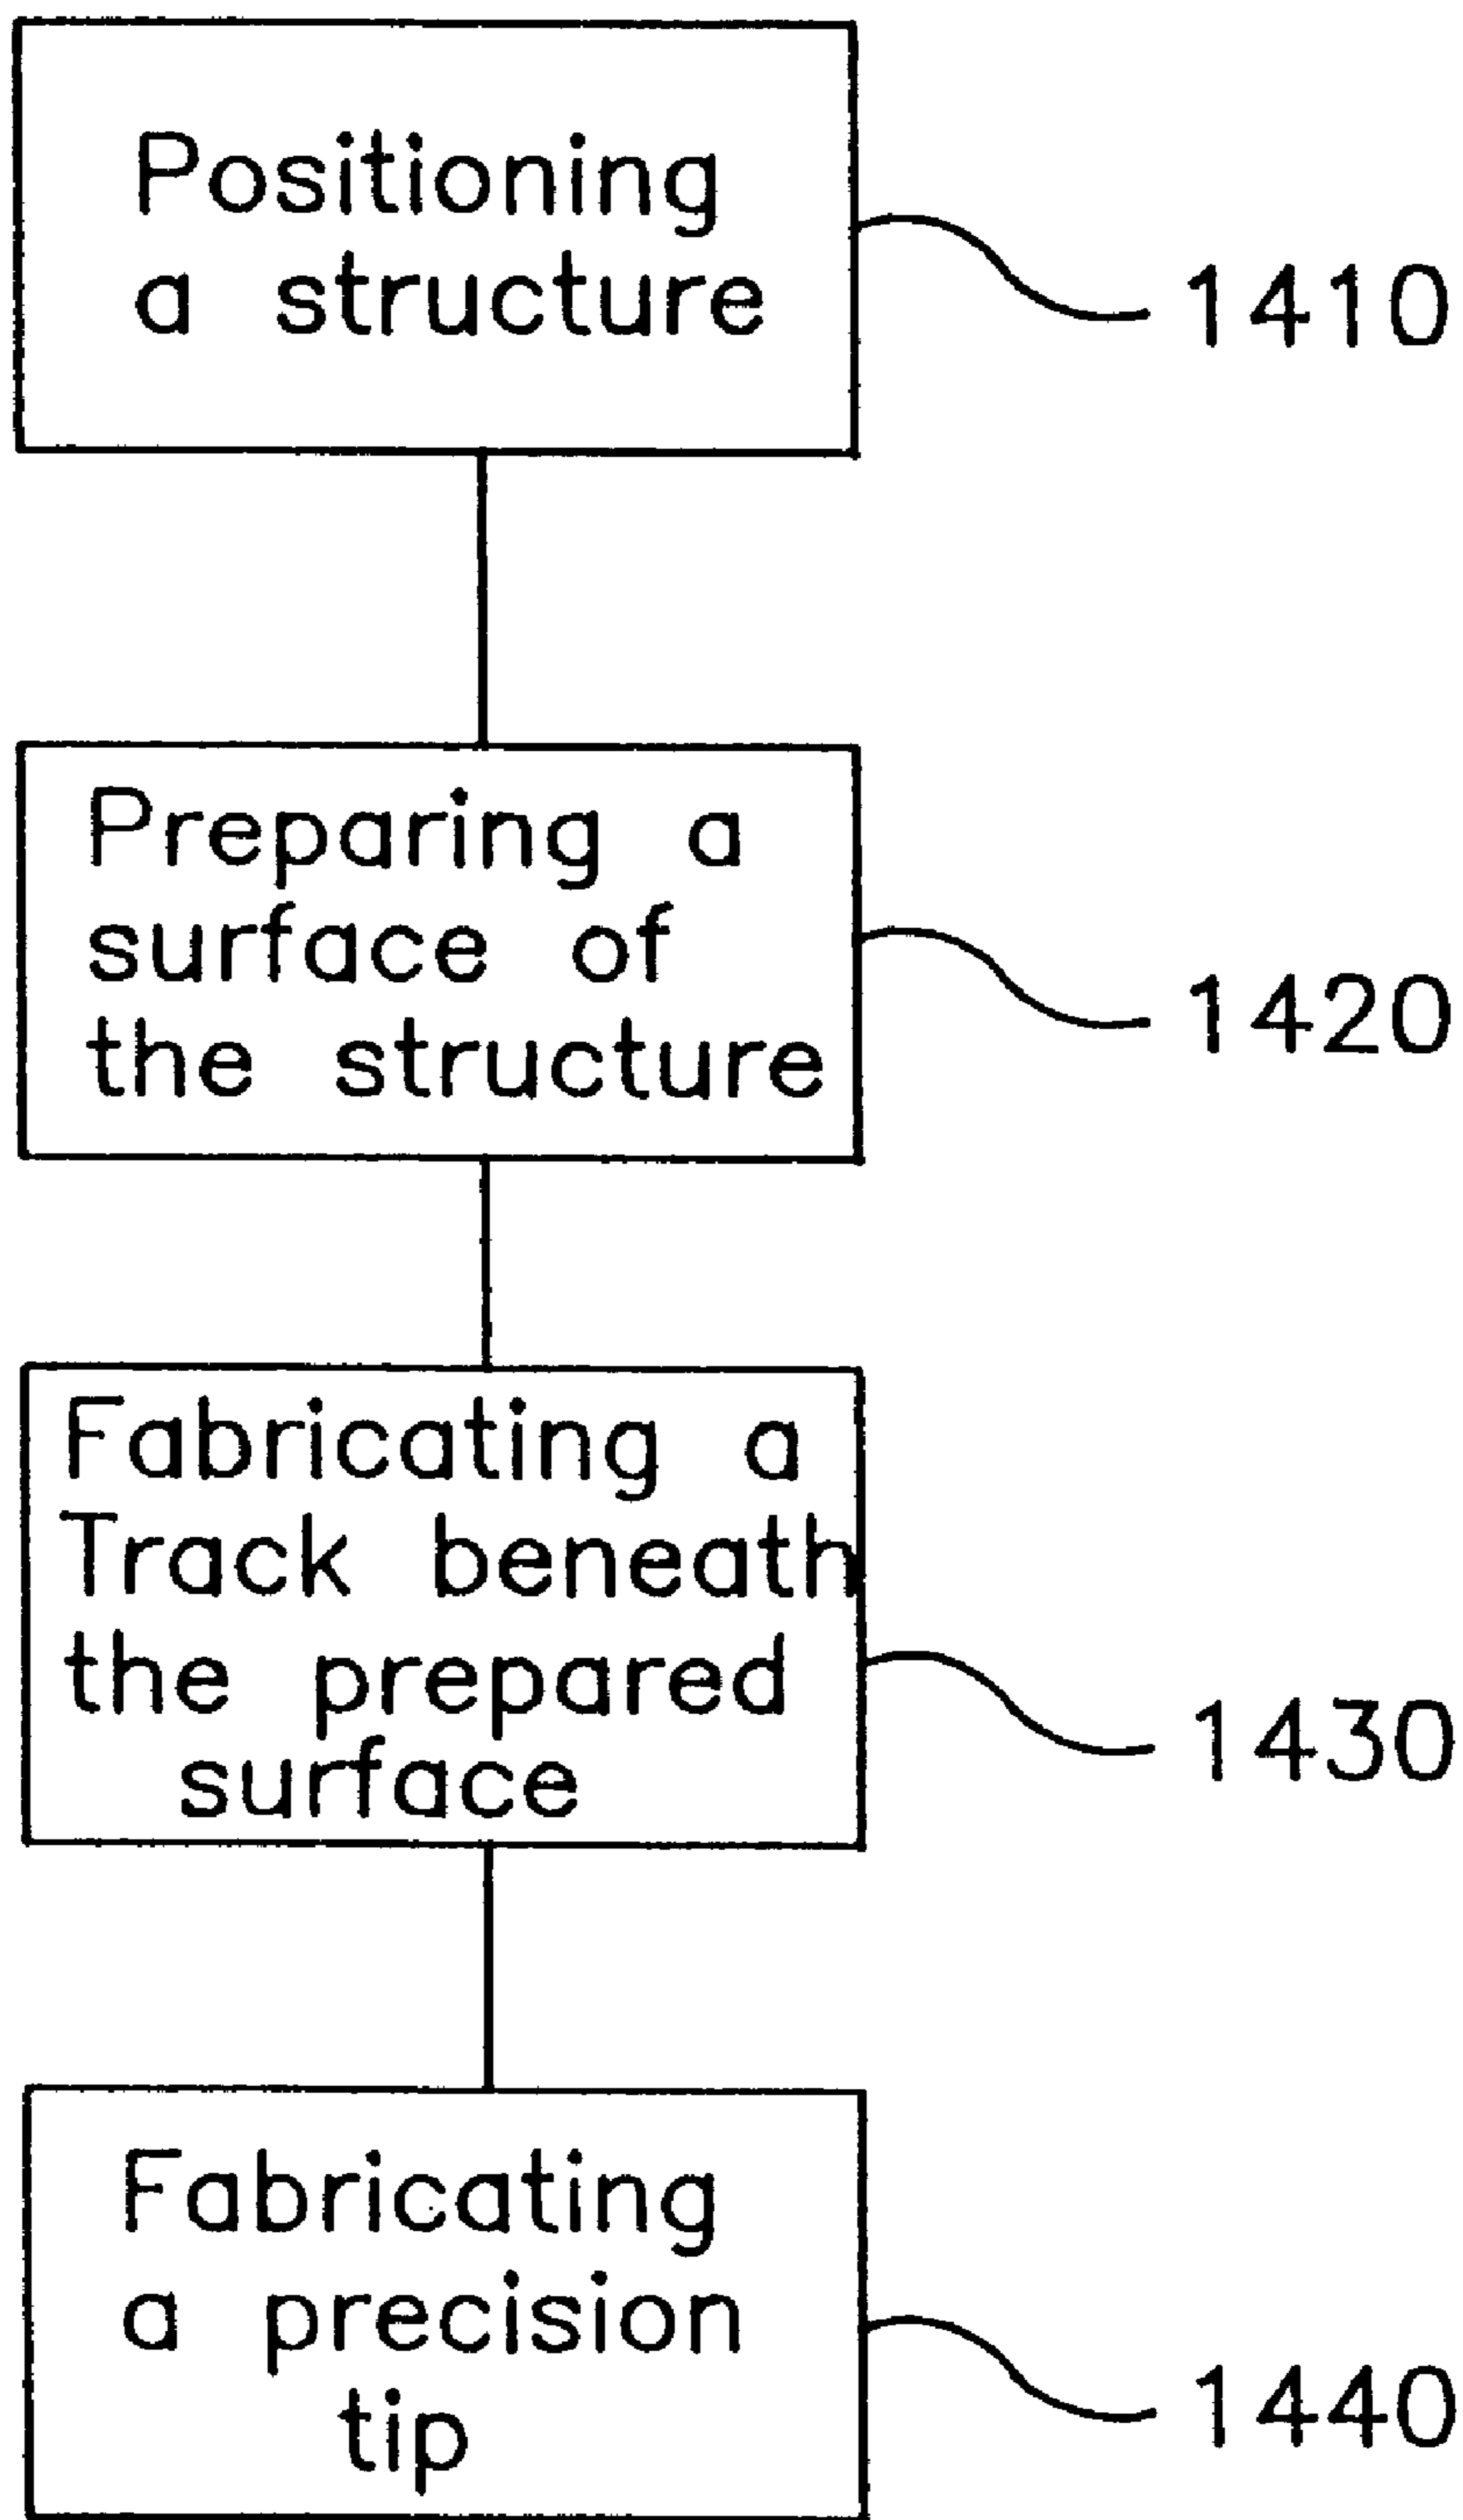 Positioning
a structure
1410
Preparing a
surface of
the structure
1420
Fabricating a
Track beneath
the prepared
surface
1430
Fabricating
a precision
tip
1440